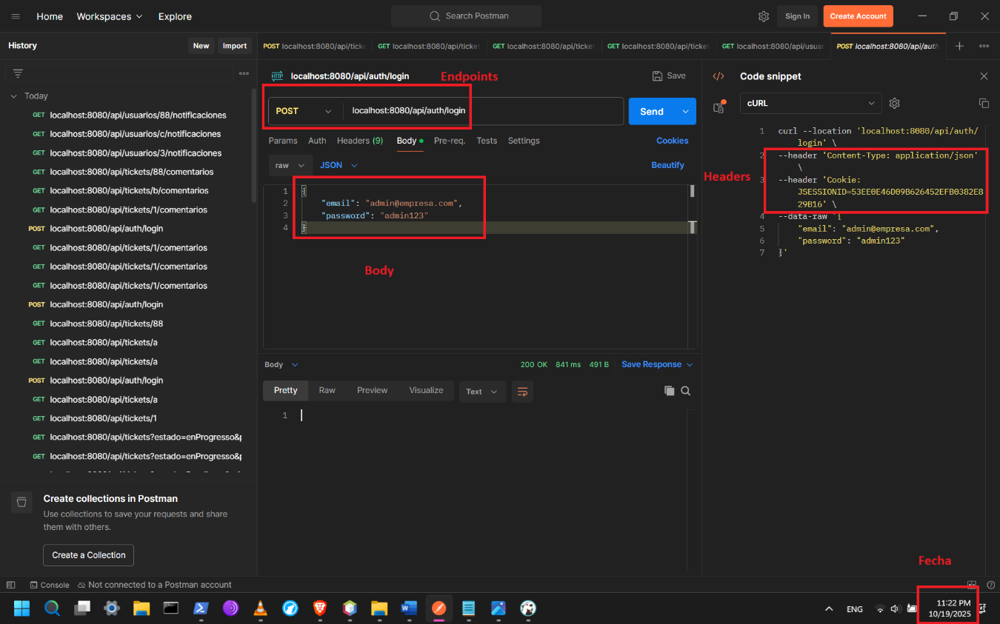 Home Workspaces Explore
Search Postman
Sign In Create Account
History New Import
POST localhost:8080/api/ticke GET localhost:8080/api/ticket GET localhost:8080/api/ticket GET localhost:8080/api/ticket GET localhost:8080/api/usua POST localhost:8080/api/auth
Today
GET localhost:8080/api/usuarios/88/notificaciones
GET localhost:8080/api/usuarios/c/notificaciones
GET localhost:8080/api/usuarios/3/notificaciones
GET localhost:8080/api/tickets/88/comentarios
GET localhost:8080/api/tickets/b/comentarios
GET localhost:8080/api/tickets/1/comentarios
POST localhost:8080/api/auth/login
GET localhost:8080/api/tickets/1/comentarios
GET localhost:8080/api/tickets/1/comentarios
GET localhost:8080/api/tickets/1/comentarios
POST localhost:8080/api/auth/login
GET localhost:8080/api/tickets/88
GET localhost:8080/api/tickets/a
GET localhost:8080/api/tickets/a
POST localhost:8080/api/auth/login
GET localhost:8080/api/tickets/a
GET localhost:8080/api/tickets/1
GET localhost:8080/api/tickets?estado=enProgreso&p
GET localhost:8080/api/tickets?estado=enProgreso&p
Create collections in Postman
Use collections to save your requests and share
them with others.
Create a Collection
HTTP localhost:8080/api/auth/login Endpoints
Save
POST localhost:8080/api/auth/login
Send
Params Auth Headers (9) Body Pre-req. Tests Settings
Cookies
raw JSON
Beautify
1 {
2 "email": "admin@empresa.com",
3 "password": "admin123"
4 }
Body
Body
200 OK 841 ms 491 B Save Response
Pretty Raw Preview Visualize Text
1
</> Code snippet
cURL
1 curl --location 'localhost:8080/api/auth/
login' \
2 --header 'Content-Type: application/json'
\
Headers
3 --header 'Cookie:
JSESSIONID=53EE0E46D09B626452EFB0382E8
29B16' \
4 --data-raw '{
5 "email": "admin@empresa.com",
6 "password": "admin123"
7 }'
Fecha
Console Not connected to a Postman account
ENG
11:22 PM
10/19/2025